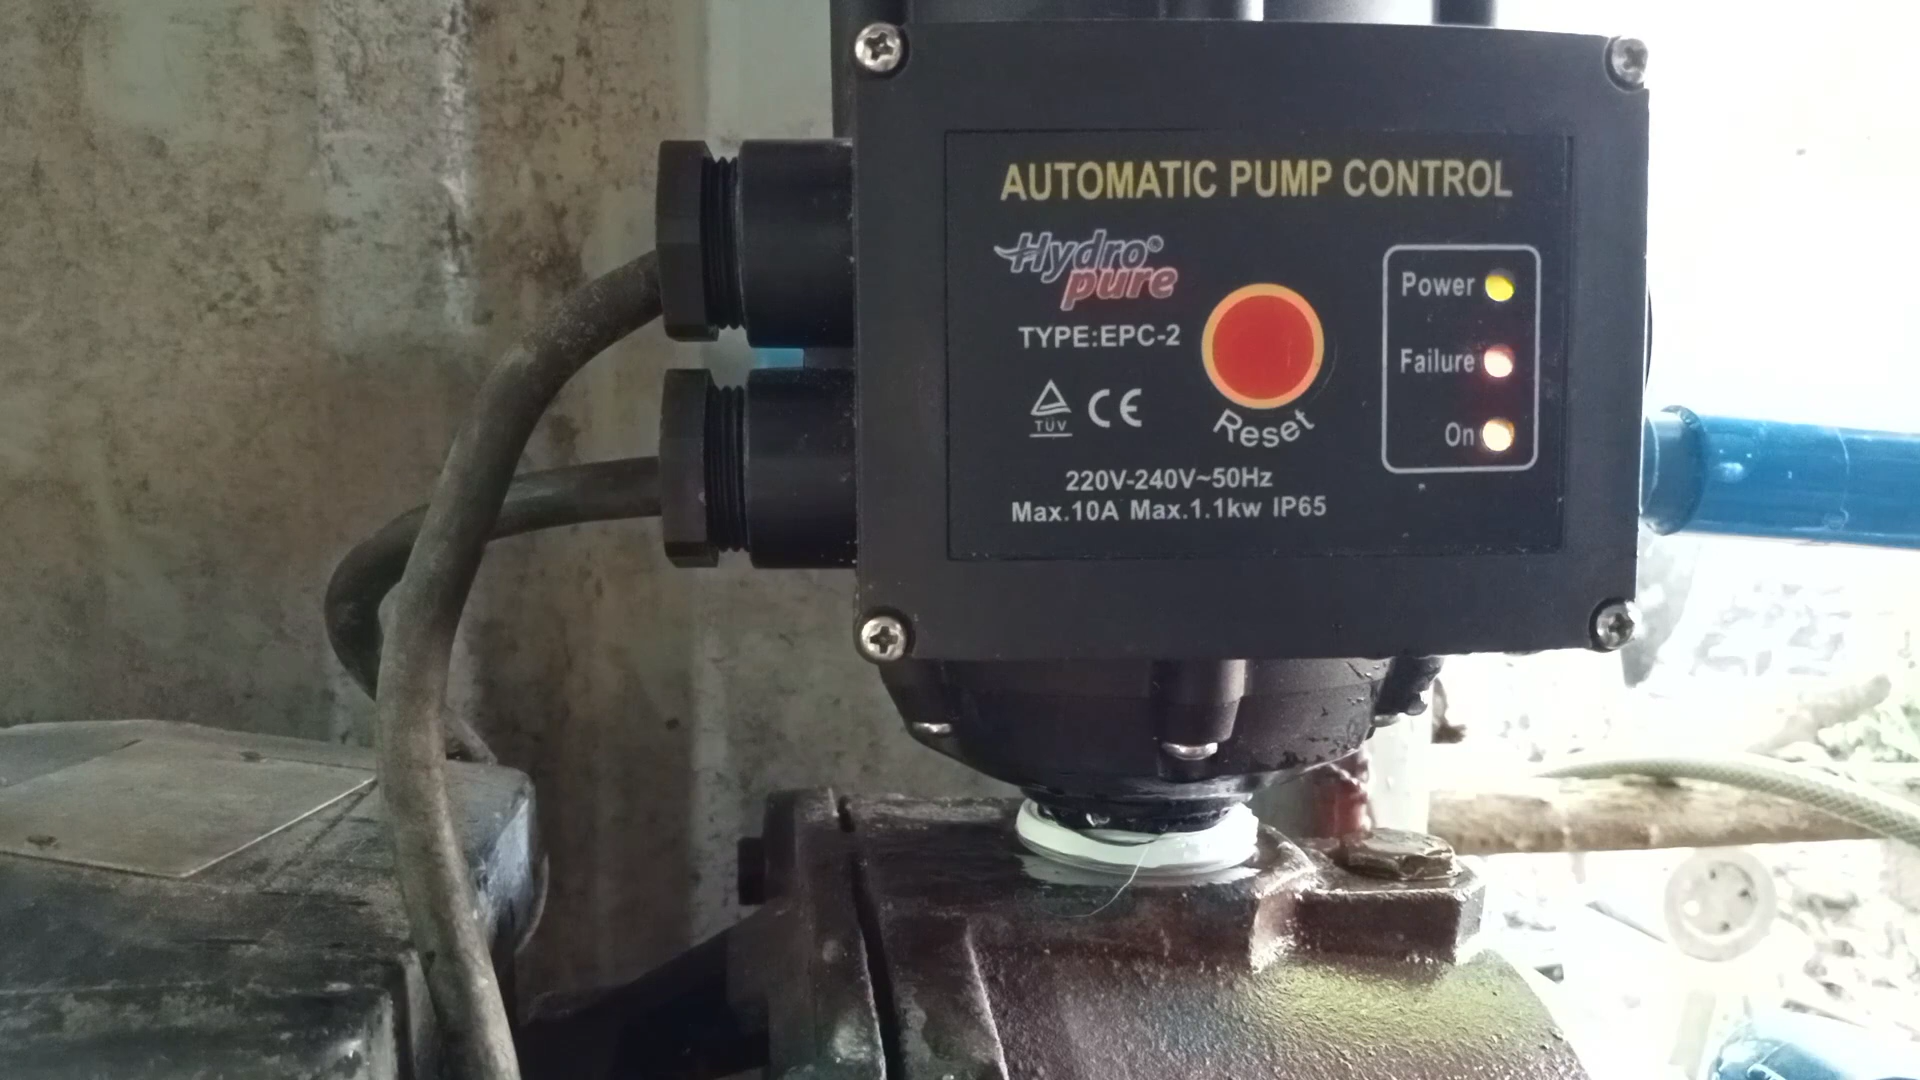 AUTOMATIC PUMP CONTROL
Hydro®
pure
TYPE:EPC-2
TÜV CE
Reset
Power
Failure
On
220V-240V~50Hz
Max.10A Max.1.1kw IP65